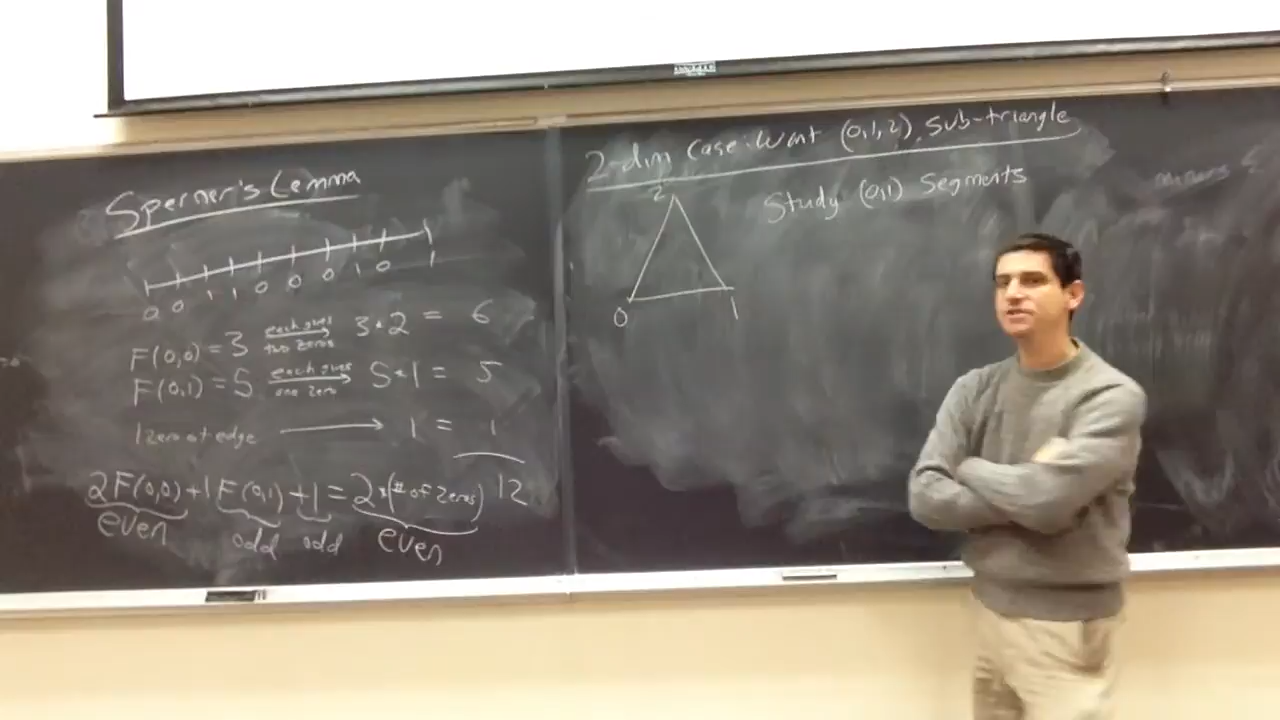 Sperner's Lemma
0 0 1 1 0 0 0 1 0 1
F(0,0) = 3 each gives two zeros 3*2 = 6
F(0,1) = 5 each gives one zero 5*1 = 5
1 zero at edge 1 = 1
2F(0,0) + 1F(0,1) + 1 = 2*(# of zeros) 12
even odd odd even
2-dim Case: Want (0,1,2) sub-triangle
Study (0,1) segments
2
0 1